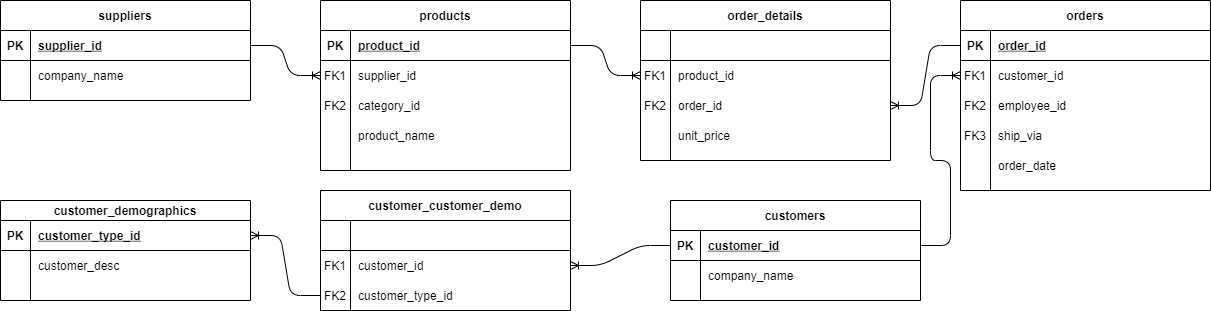 suppliers
PK supplier_id
company_name
products
PK product_id
FK1 supplier_id
FK2 category_id
product_name
order_details
FK1 product_id
FK2 order_id
unit_price
orders
PK order_id
FK1 customer_id
FK2 employee_id
FK3 ship_via
order_date
customer_demographics
PK customer_type_id
customer_desc
customer_customer_demo
FK1 customer_id
FK2 customer_type_id
customers
PK customer_id
company_name